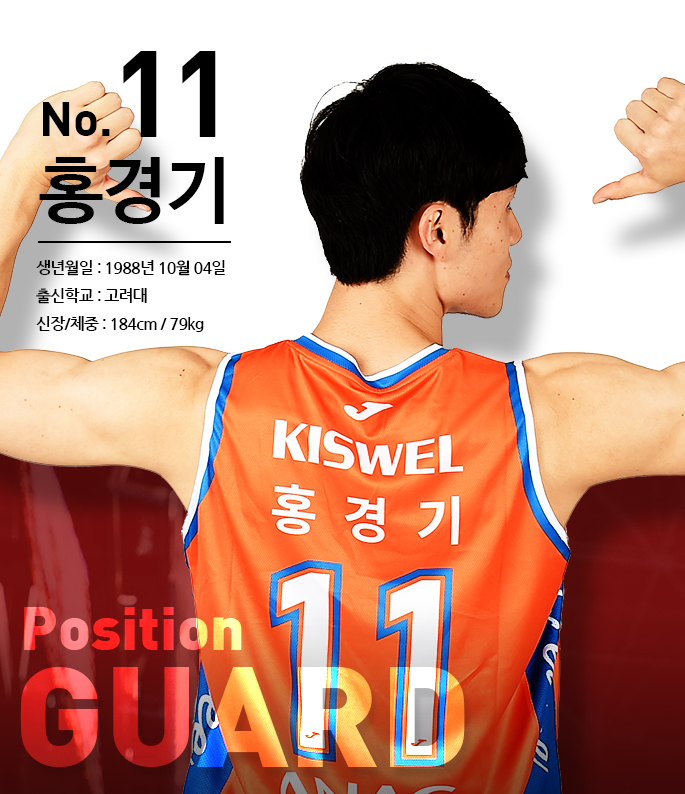 No.11
홍경기
생년월일 : 1988년 10월 04일
출신학교 : 고려대
신장/체중 : 184cm / 79kg
KISWEL
홍 경 기
11
Position
GUARD